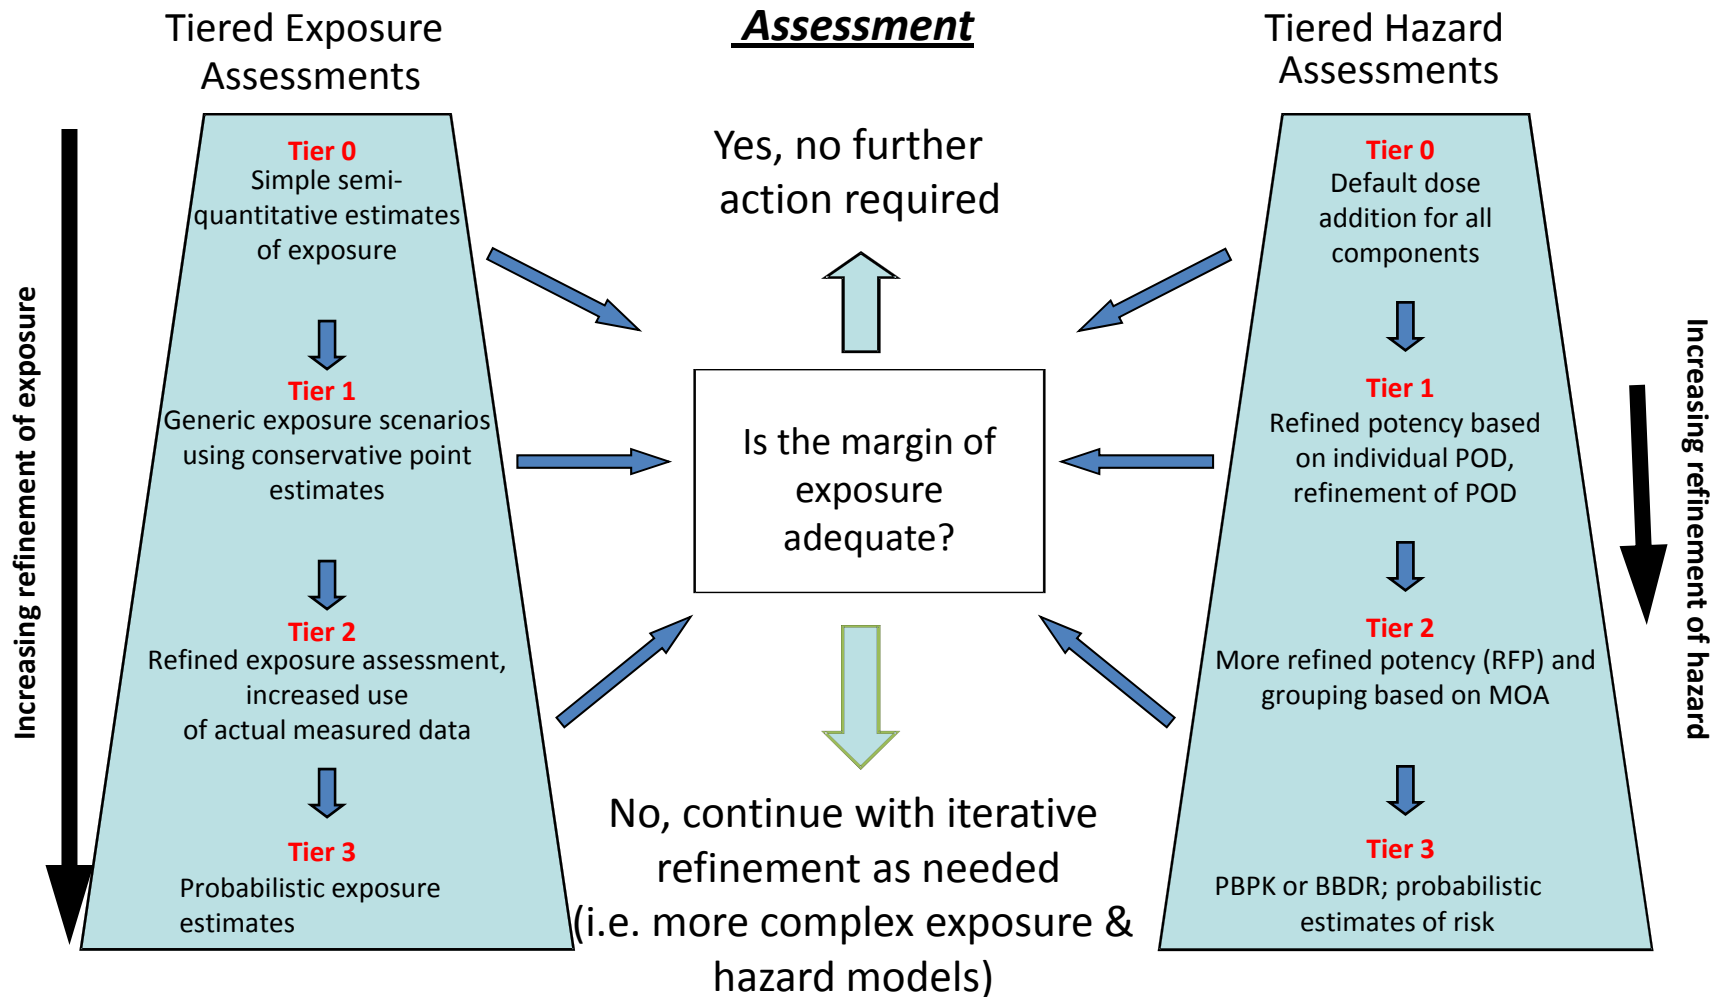 Tiered Exposure
Assessments
Increasing refinement of exposure
Tier 0
Simple semi-
quantitative estimates
of exposure
Tier 1
Generic exposure scenarios
using conservative point
estimates
Tier 2
Refined exposure assessment,
increased use
of actual measured data
Tier 3
Probabilistic exposure
estimates
Assessment
Yes, no further
action required
Is the margin of
exposure
adequate?
No, continue with iterative
refinement as needed
(i.e. more complex exposure &
hazard models)
Tiered Hazard
Assessments
Tier 0
Default dose
addition for all
components
Tier 1
Refined potency based
on individual POD,
refinement of POD
Tier 2
More refined potency (RFP) and
grouping based on MOA
Tier 3
PBPK or BBDR; probabilistic
estimates of risk
Increasing refinement of hazard